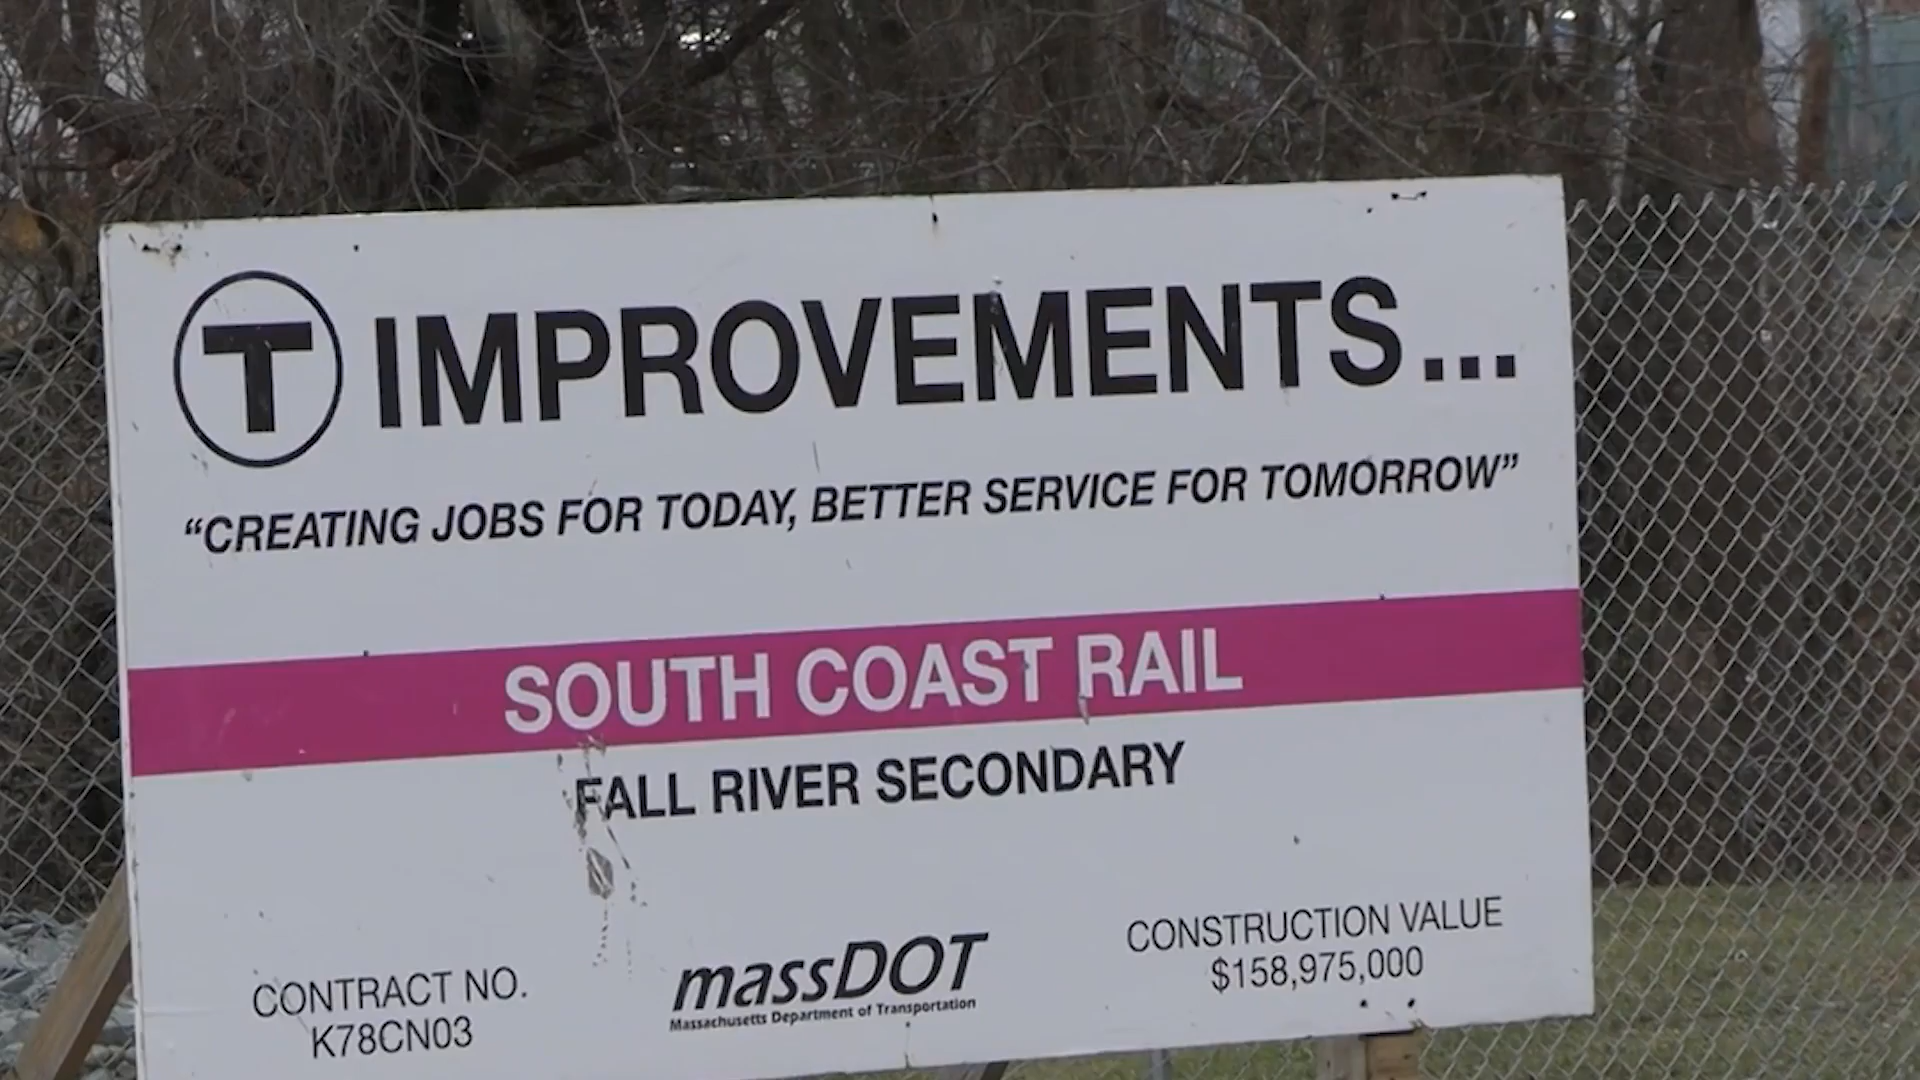 T IMPROVEMENTS...
“CREATING JOBS FOR TODAY, BETTER SERVICE FOR TOMORROW”
SOUTH COAST RAIL
FALL RIVER SECONDARY
CONTRACT NO.
K78CN03
massDOT
Massachusetts Department of Transportation
CONSTRUCTION VALUE
$158,975,000